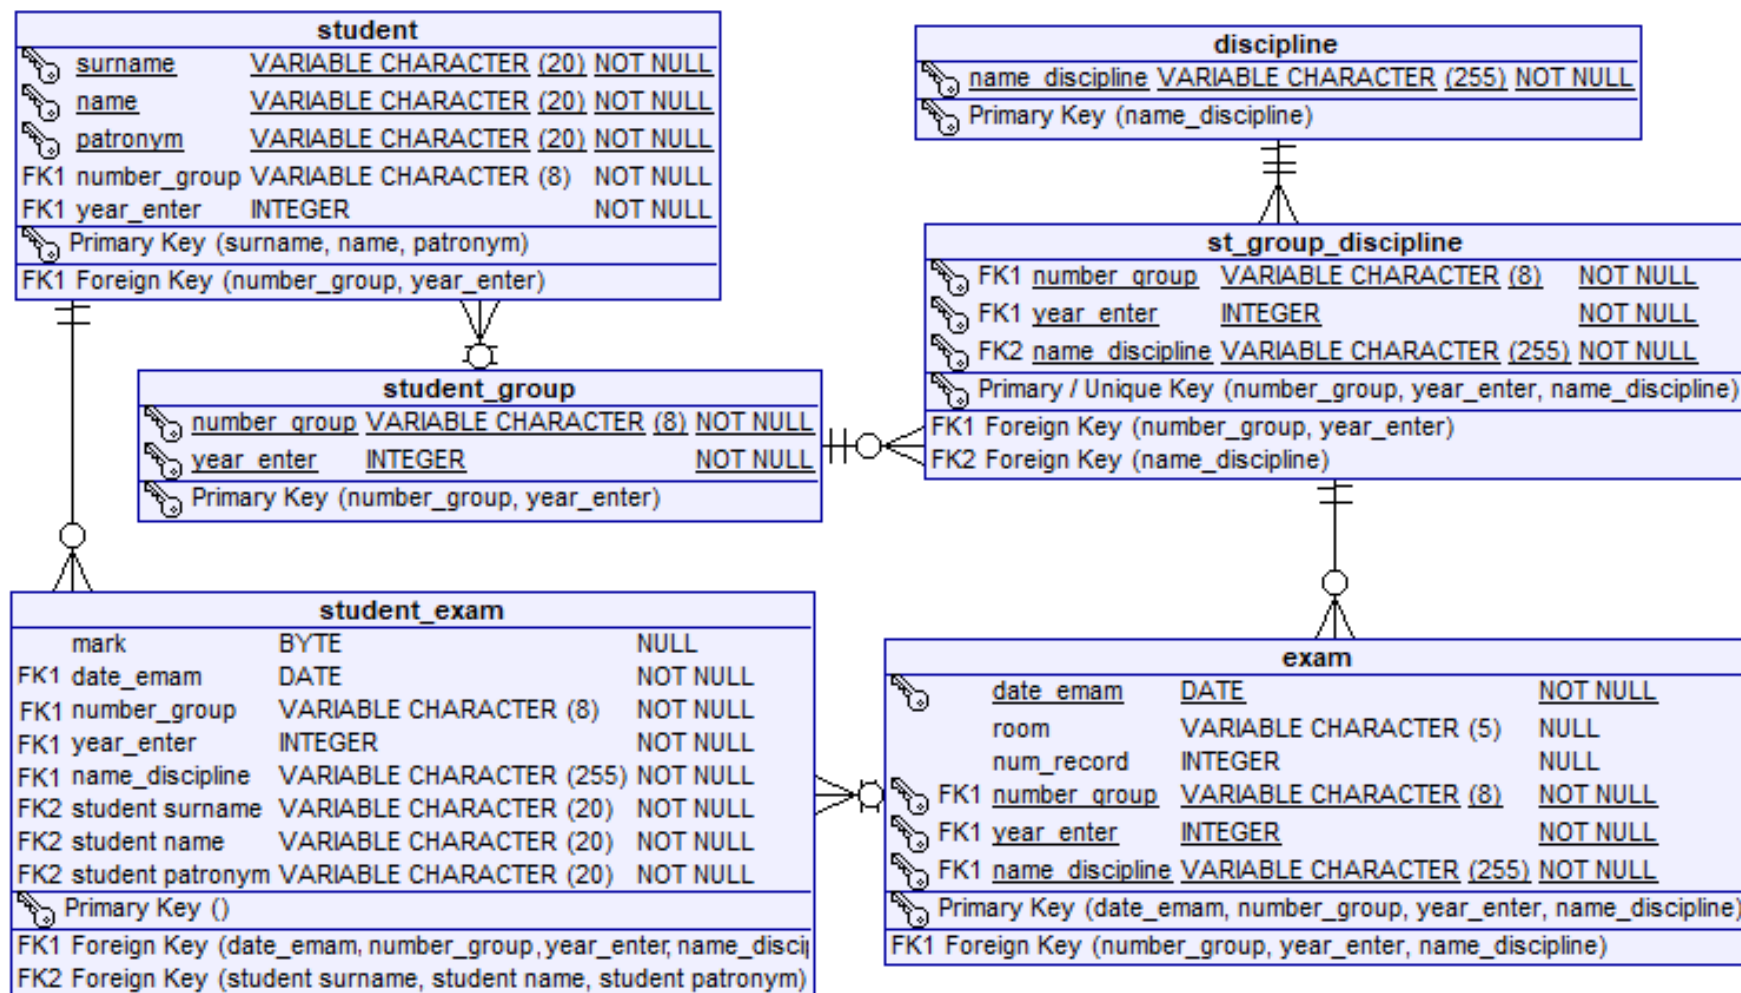 student
surname VARIABLE CHARACTER (20) NOT NULL
name VARIABLE CHARACTER (20) NOT NULL
patronym VARIABLE CHARACTER (20) NOT NULL
FK1 number_group VARIABLE CHARACTER (8) NOT NULL
FK1 year_enter INTEGER NOT NULL
Primary Key (surname, name, patronym)
FK1 Foreign Key (number_group, year_enter)
discipline
name_discipline VARIABLE CHARACTER (255) NOT NULL
Primary Key (name_discipline)
st_group_discipline
FK1 number_group VARIABLE CHARACTER (8) NOT NULL
FK1 year_enter INTEGER NOT NULL
FK2 name_discipline VARIABLE CHARACTER (255) NOT NULL
Primary / Unique Key (number_group, year_enter, name_discipline)
FK1 Foreign Key (number_group, year_enter)
FK2 Foreign Key (name_discipline)
student_group
number_group VARIABLE CHARACTER (8) NOT NULL
year_enter INTEGER NOT NULL
Primary Key (number_group, year_enter)
student_exam
mark BYTE NULL
FK1 date_emam DATE NOT NULL
FK1 number_group VARIABLE CHARACTER (8) NOT NULL
FK1 year_enter INTEGER NOT NULL
FK1 name_discipline VARIABLE CHARACTER (255) NOT NULL
FK2 student surname VARIABLE CHARACTER (20) NOT NULL
FK2 student name VARIABLE CHARACTER (20) NOT NULL
FK2 student patronym VARIABLE CHARACTER (20) NOT NULL
Primary Key ()
FK1 Foreign Key (date_emam, number_group, year_enter, name_discip
FK2 Foreign Key (student surname, student name, student patronym)
exam
date_emam DATE NOT NULL
room VARIABLE CHARACTER (5) NULL
num_record INTEGER NULL
FK1 number_group VARIABLE CHARACTER (8) NOT NULL
FK1 year_enter INTEGER NOT NULL
FK1 name_discipline VARIABLE CHARACTER (255) NOT NULL
Primary Key (date_emam, number_group, year_enter, name_discipline)
FK1 Foreign Key (number_group, year_enter, name_discipline)